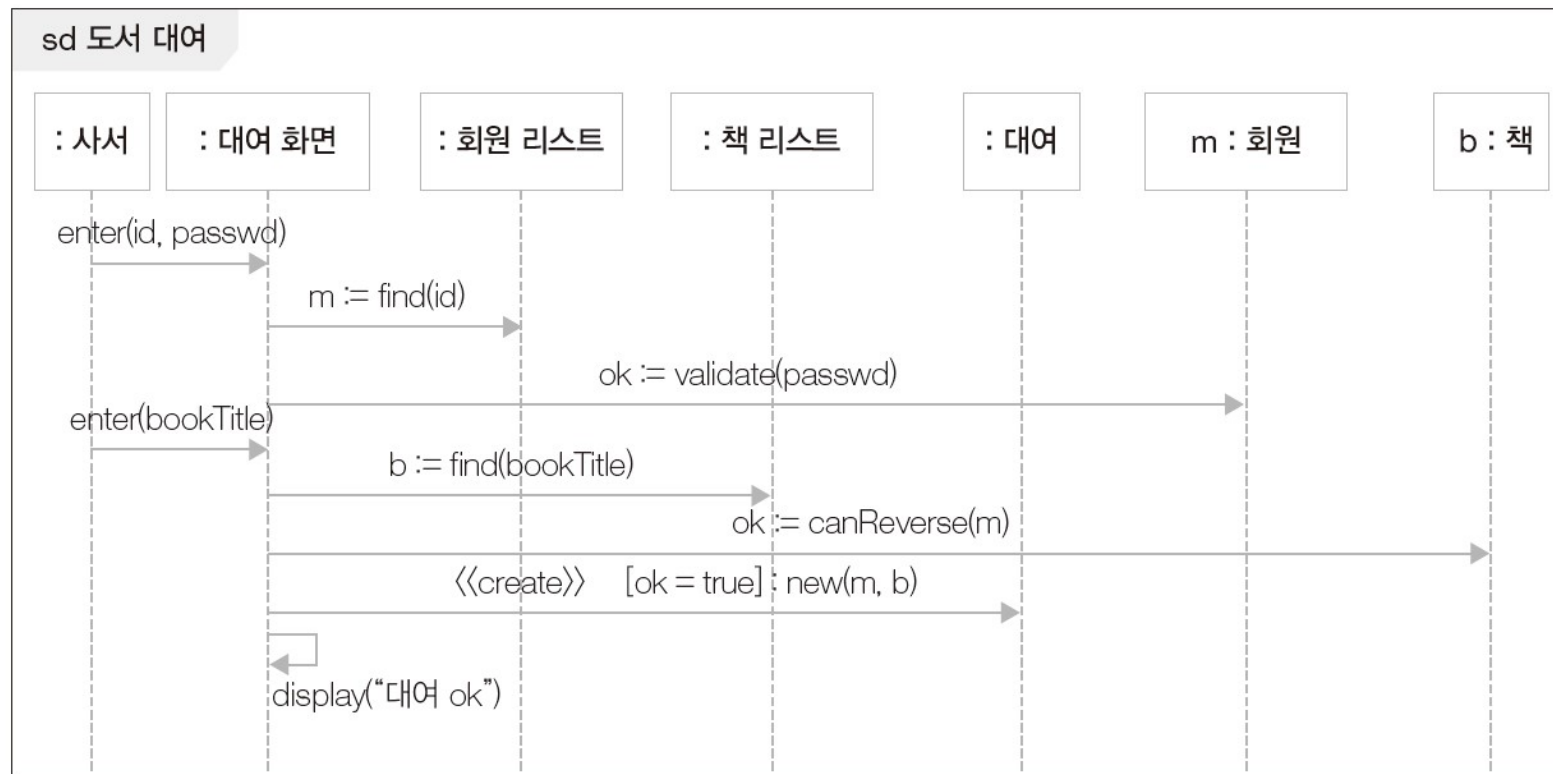 sd 도서 대여
: 사서
: 대여 화면
: 회원 리스트
: 책 리스트
: 대여
m : 회원
b : 책
enter(id, passwd)
m := find(id)
ok := validate(passwd)
enter(bookTitle)
b := find(bookTitle)
ok := canReverse(m)
《create》 [ok = true] : new(m, b)
display(“대여 ok”)